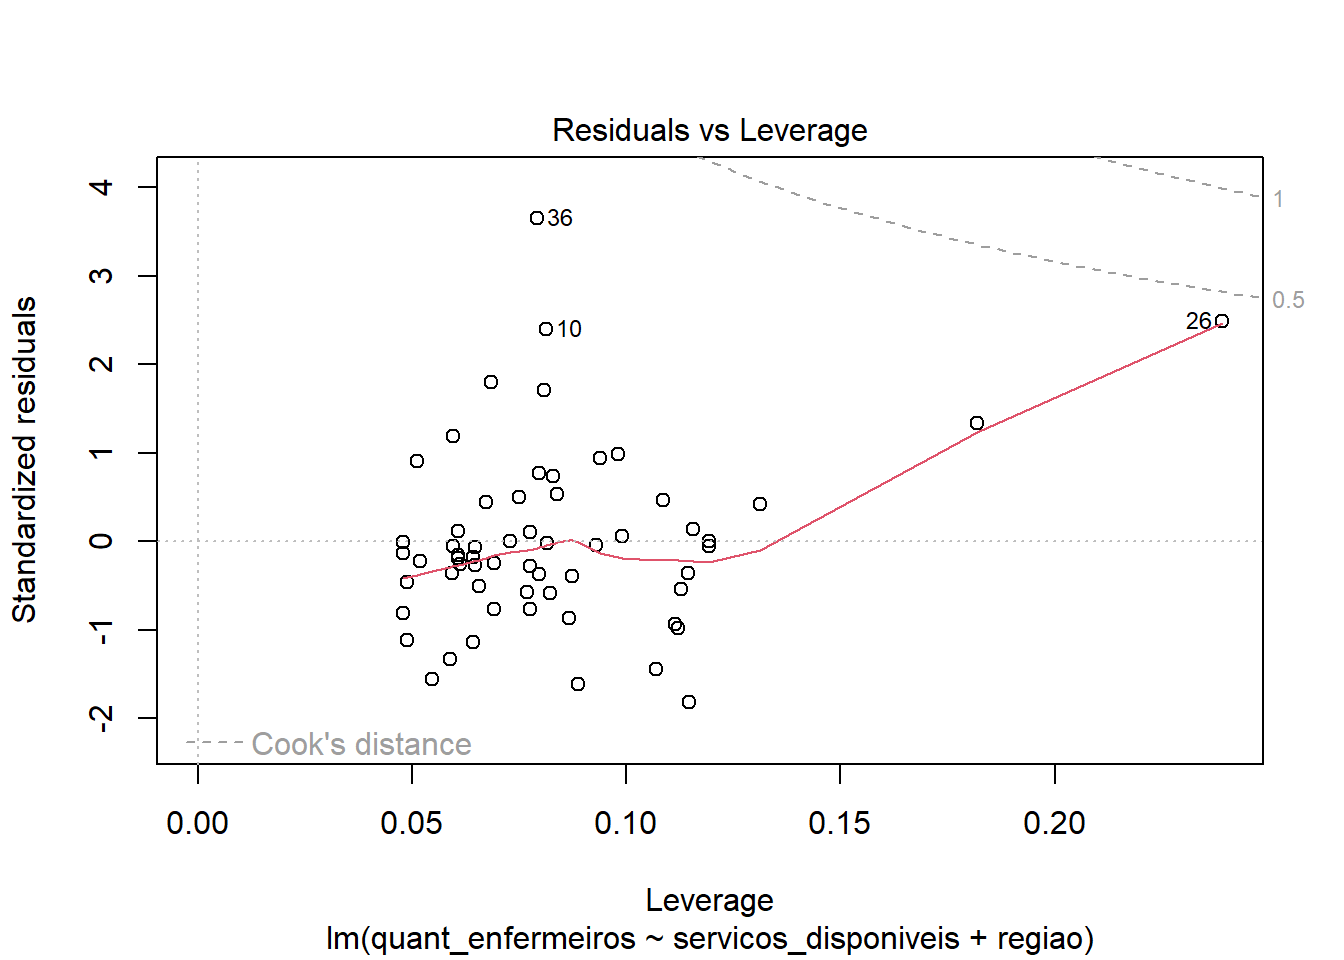 Residuals vs Leverage
Standardized residuals
4
3
2
1
0
-1
-2
36
10
26
1
0.5
Cook's distance
0.00 0.05 0.10 0.15 0.20
Leverage
lm(quant_enfermeiros ~ servicos_disponiveis + regiao)